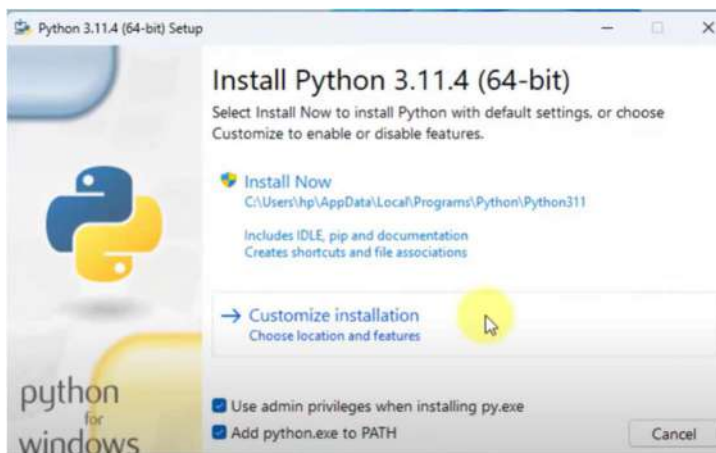 Python 3.11.4 (64-bit) Setup
Install Python 3.11.4 (64-bit)
Select Install Now to install Python with default settings, or choose
Customize to enable or disable features.
Install Now
C:\Users\hp\AppData\Local\Programs\Python\Python311
Includes IDLE, pip and documentation
Creates shortcuts and file associations
Customize installation
Choose location and features
python
for
windows
Use admin privileges when installing py.exe
Add python.exe to PATH
Cancel